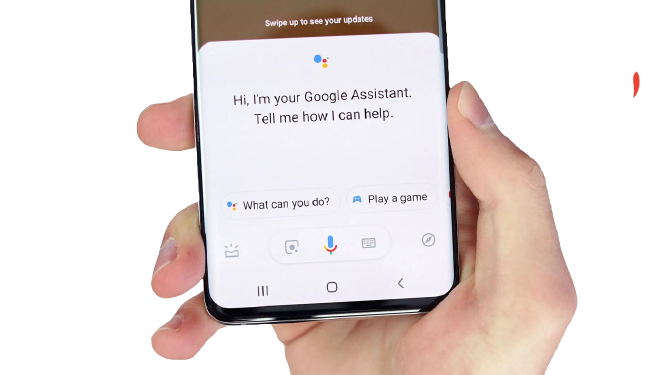 Swipe up to see your updates
Hi, I'm your Google Assistant.
Tell me how I can help.
What can you do?
Play a game